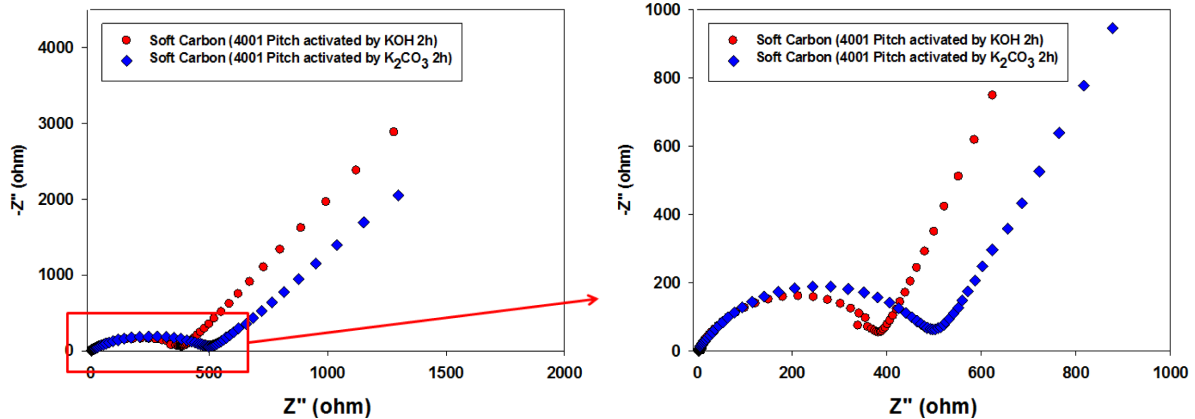 4000
3000
2000
1000
0
-Z" (ohm)
Soft Carbon (4001 Pitch activated by KOH 2h)
Soft Carbon (4001 Pitch activated by K₂CO₃ 2h)
0
500
1000
1500
2000
Z" (ohm)
1000
800
600
400
200
0
-Z" (ohm)
Soft Carbon (4001 Pitch activated by KOH 2h)
Soft Carbon (4001 Pitch activated by K₂CO₃ 2h)
0
200
400
600
800
1000
Z" (ohm)